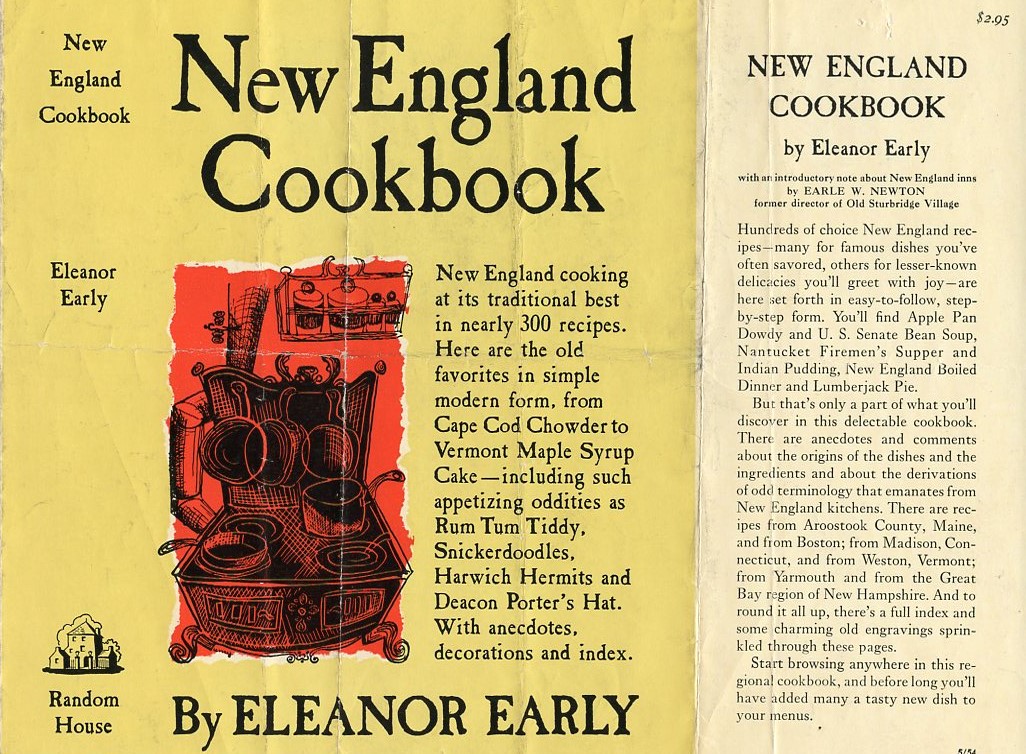 New
England
Cookbook
Eleanor
Early
Random
House
New England
Cookbook
New England cooking
at its traditional best
in nearly 300 recipes.
Here are the old
favorites in simple
modern form, from
Cape Cod Chowder to
Vermont Maple Syrup
Cake—including such
appetizing oddities as
Rum Tum Tiddy,
Snickerdoodles,
Harwich Hermits and
Deacon Porter's Hat.
With anecdotes,
decorations and index.
By ELEANOR EARLY
$2.95
NEW ENGLAND
COOKBOOK
by Eleanor Early
with an introductory note about New England inns
by EARLE W. NEWTON
former director of Old Sturbridge Village
Hundreds of choice New England rec-
ipes—many for famous dishes you've
often savored, others for lesser-known
delicacies you'll greet with joy—are
here set forth in easy-to-follow, step-
by-step form. You'll find Apple Pan
Dowdy and U. S. Senate Bean Soup,
Nantucket Firemen's Supper and
Indian Pudding, New England Boiled
Dinner and Lumberjack Pie.
But that's only a part of what you'll
discover in this delectable cookbook.
There are anecdotes and comments
about the origins of the dishes and the
ingredients and about the derivations
of odd terminology that emanates from
New England kitchens. There are rec-
ipes from Aroostook County, Maine,
and from Boston; from Madison, Con-
necticut, and from Weston, Vermont;
from Yarmouth and from the Great
Bay region of New Hampshire. And to
round it all up, there's a full index and
some charming old engravings sprin-
kled through these pages.
Start browsing anywhere in this re-
gional cookbook, and before long you'll
have added many a tasty new dish to
your menus.
5/54